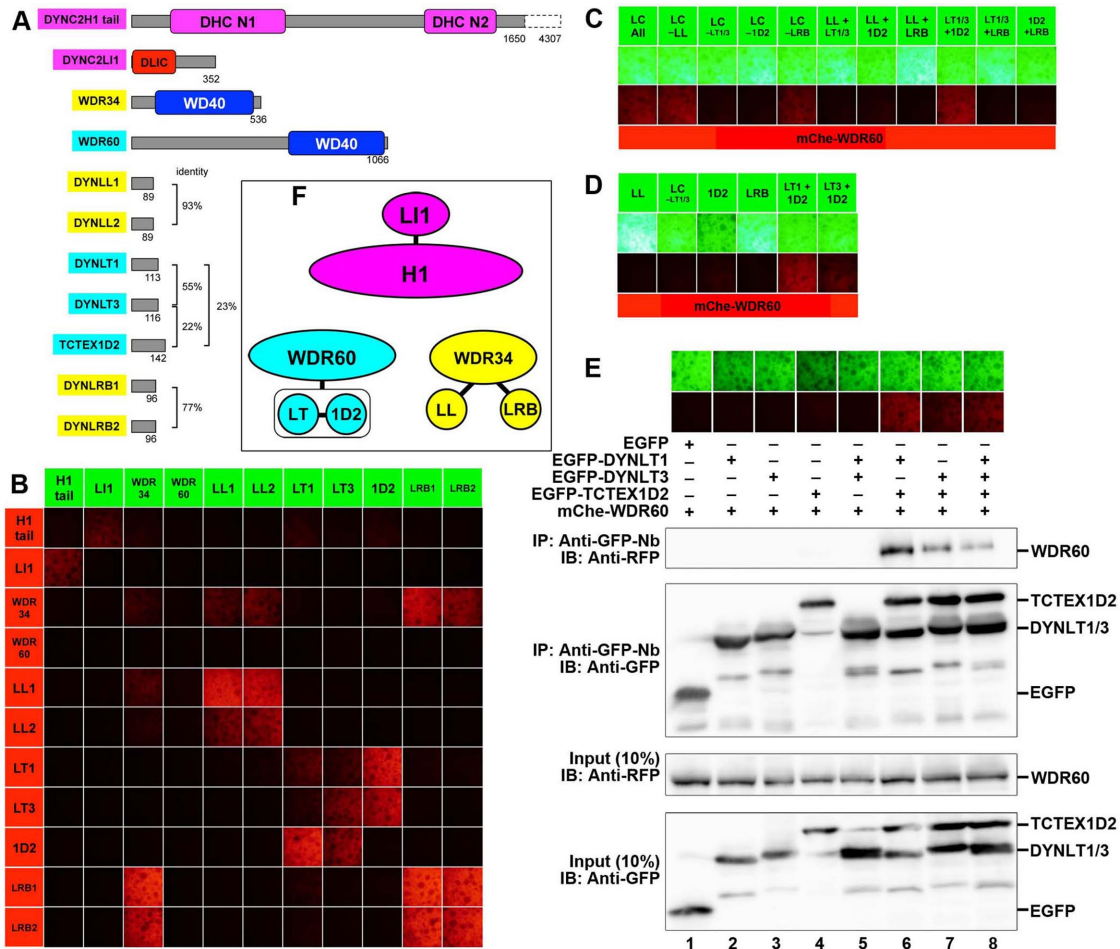 A
DYNC2H1 tail
DHC N1
DHC N2
1650
4307
DYNC2LI1
DLIC
352
WDR34
WD40
536
WDR60
WD40
1066
DYNLL1
89
identity
93%
DYNLL2
89
DYNLT1
113
55%
DYNLT3
116
23%
22%
TCTEX1D2
142
DYNLRB1
96
77%
DYNLRB2
96
F
LI1
H1
WDR60
LT
1D2
WDR34
LL
LRB
B
H1 tail
LI1
WDR 34
WDR 60
LL1
LL2
LT1
LT3
1D2
LRB1
LRB2
H1 tail
LI1
WDR 34
WDR 60
LL1
LL2
LT1
LT3
1D2
LRB1
LRB2
C
LC All
LC –LL
LC –LT1/3
LC –1D2
LC –LRB
LL + LT1/3
LL + 1D2
LL + LRB
LT1/3 +1D2
LT1/3 +LRB
1D2 +LRB
mChe-WDR60
D
LL
LC –LT1/3
1D2
LRB
LT1 + 1D2
LT3 + 1D2
mChe-WDR60
E
EGFP + – – – – – – –
EGFP-DYNLT1 – + – – + + – +
EGFP-DYNLT3 – – + – + – + +
EGFP-TCTEX1D2 – – – + – + + +
mChe-WDR60 + + + + + + + +
IP: Anti-GFP-Nb
IB: Anti-RFP
WDR60
IP: Anti-GFP-Nb
IB: Anti-GFP
TCTEX1D2
DYNLT1/3
EGFP
Input (10%)
IB: Anti-RFP
WDR60
Input (10%)
IB: Anti-GFP
TCTEX1D2
DYNLT1/3
EGFP
1 2 3 4 5 6 7 8